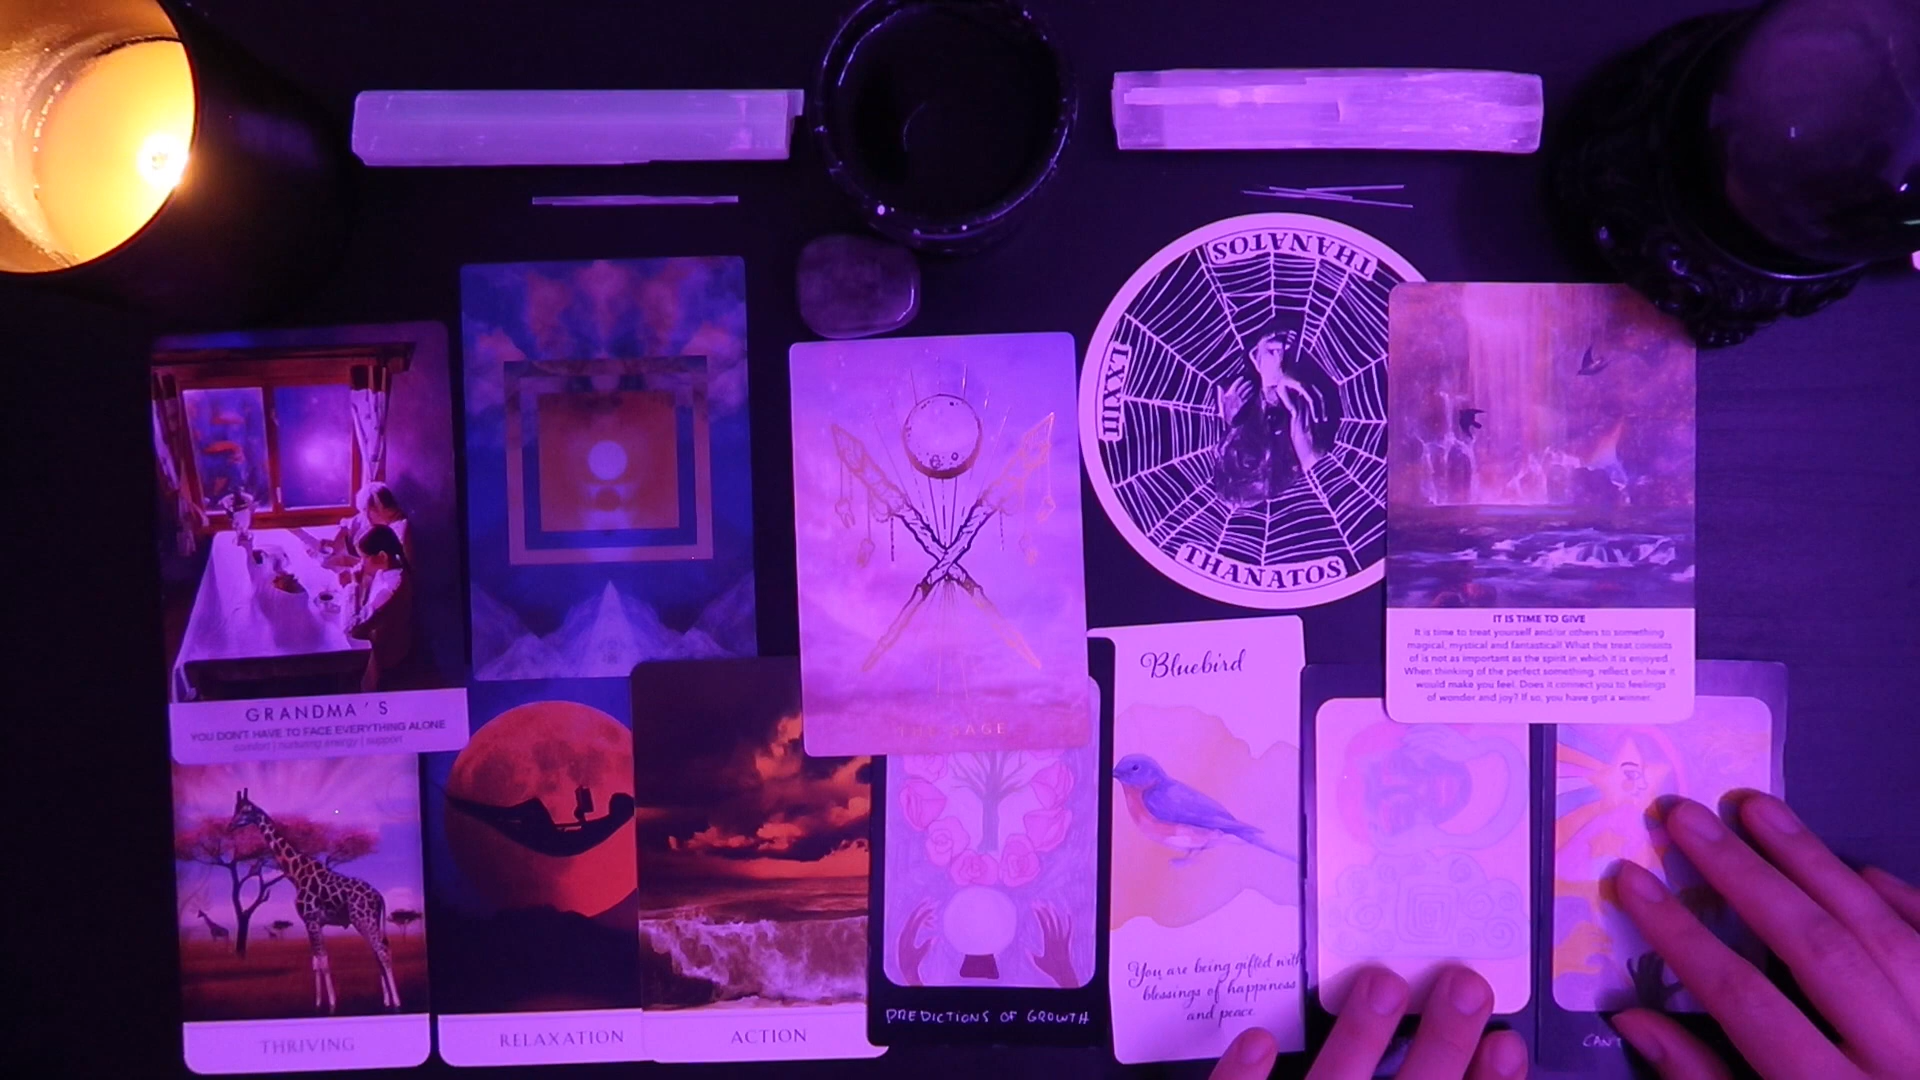 GRANDMA'S
YOU DON'T HAVE TO FACE EVERYTHING ALONE
comfort | nurturing energy | support
THE SAGE
THANATOS
LXXIII
THANATOS
IT IS TIME TO GIVE
It is time to treat yourself and/or others to something
magical, mystical and fantastical! What the treat consists
of is not as important as the spirit in which it is enjoyed.
When thinking of the perfect something, reflect on how it
would make you feel. Does it connect you to feelings
of wonder and joy? If so, you have got a winner.
THRIVING
RELAXATION
ACTION
PREDICTIONS OF GROWTH
Bluebird
You are being gifted with
blessings of happiness
and peace.